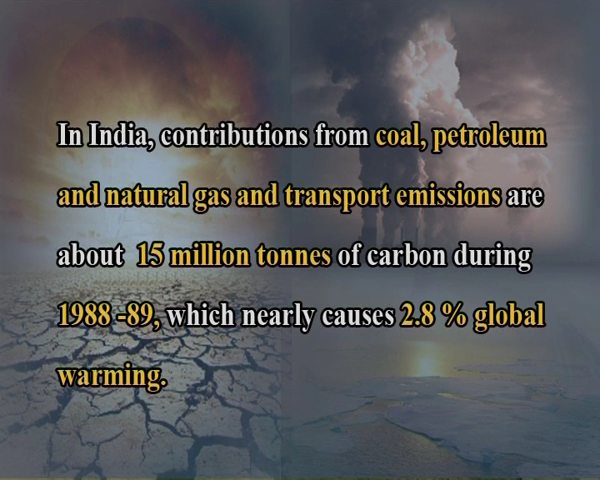 In India, contributions from coal, petroleum
and natural gas and transport emissions are
about 15 million tonnes of carbon during
1988 -89, which nearly causes 2.8 % global
warming.